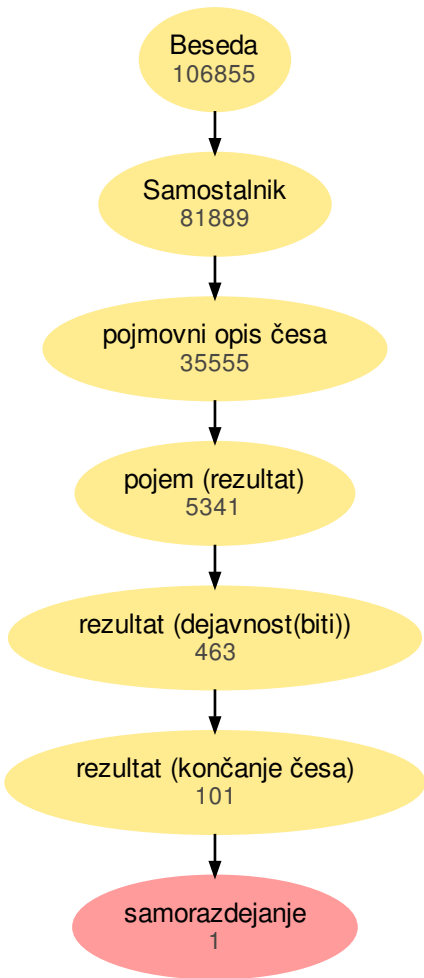 Beseda
106855
Samostalnik
81889
pojmovni opis česa
35555
pojem (rezultat)
5341
rezultat (dejavnost(biti))
463
rezultat (končanje česa)
101
samorazdejanje
1